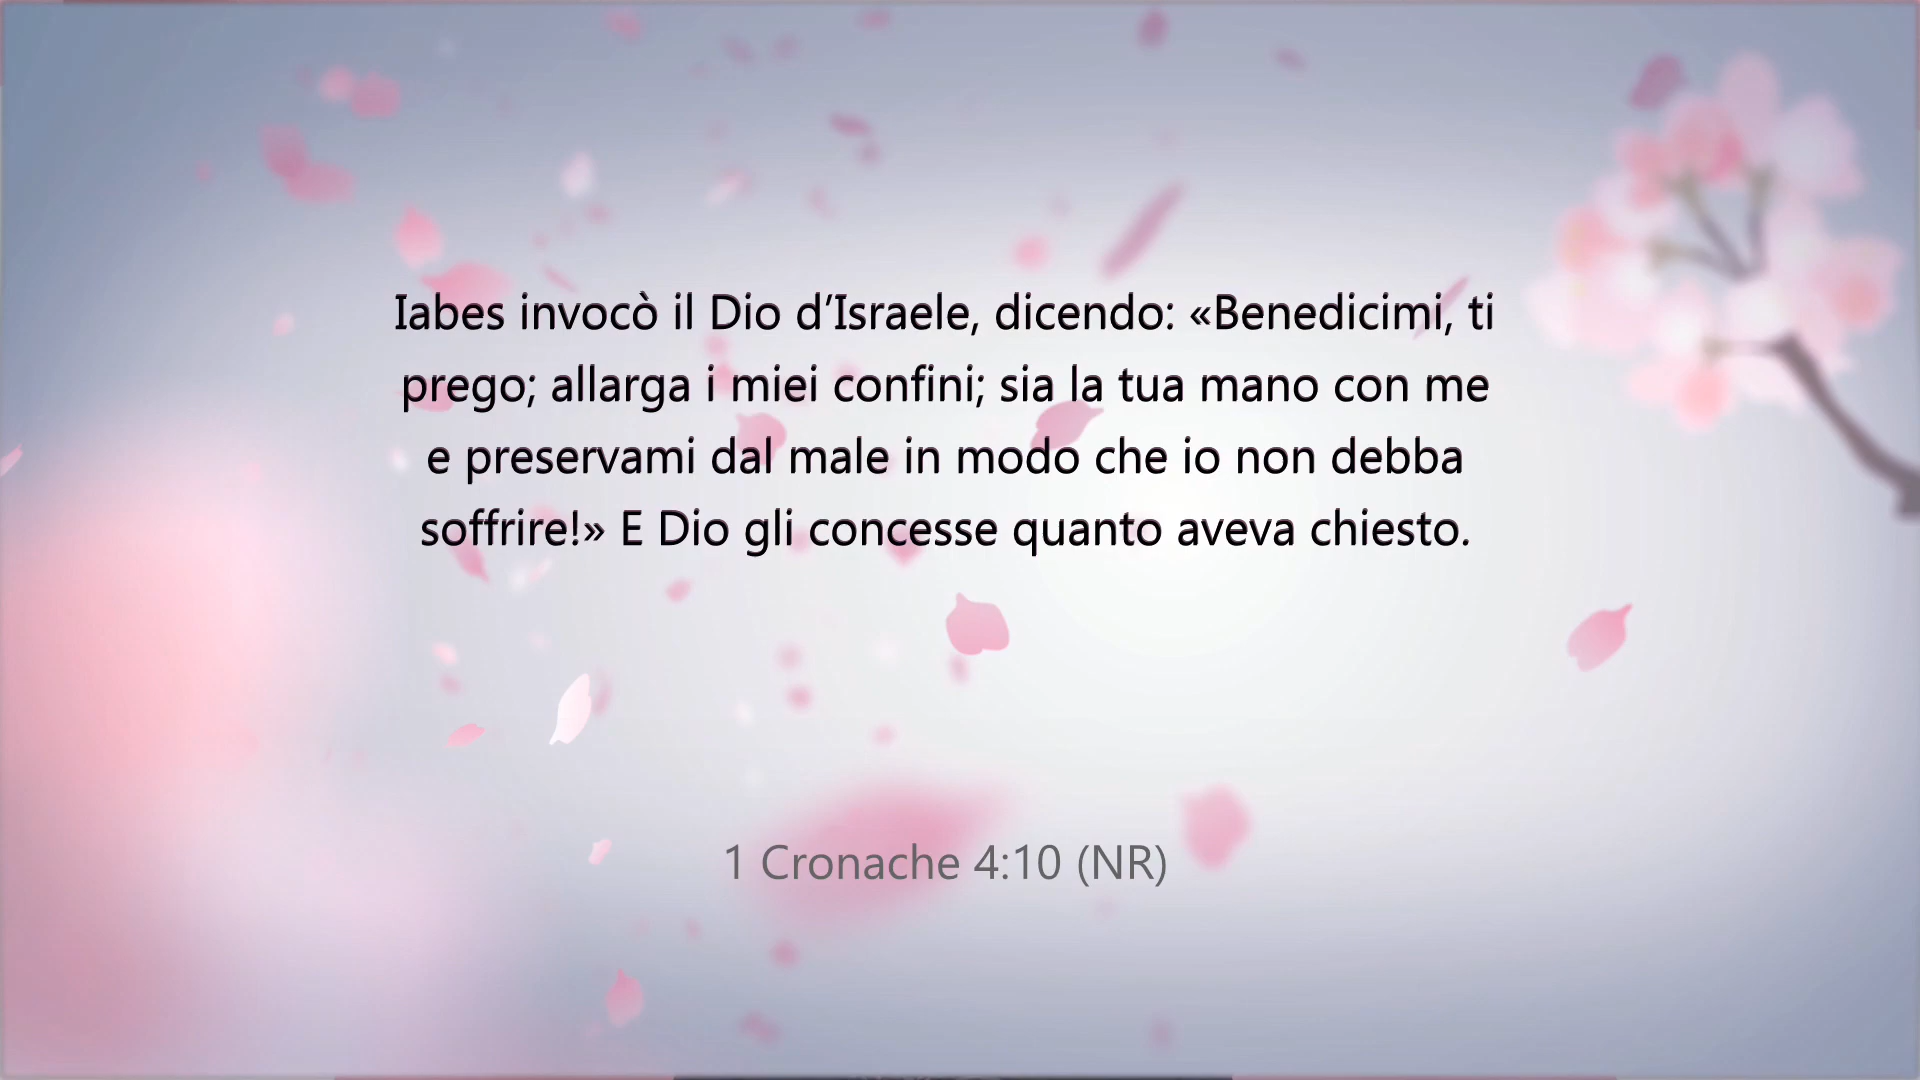 Iabes invocò il Dio d’Israele, dicendo: «Benedicimi, ti
prego; allarga i miei confini; sia la tua mano con me
e preservami dal male in modo che io non debba
soffrire!» E Dio gli concesse quanto aveva chiesto.
1 Cronache 4:10 (NR)